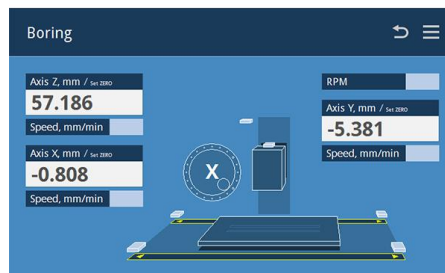 Boring
Axis Z, mm / Set ZERO
57.186
Speed, mm/min
Axis X, mm / Set ZERO
-0.808
Speed, mm/min
X
RPM
Axis Y, mm / Set ZERO
-5.381
Speed, mm/min